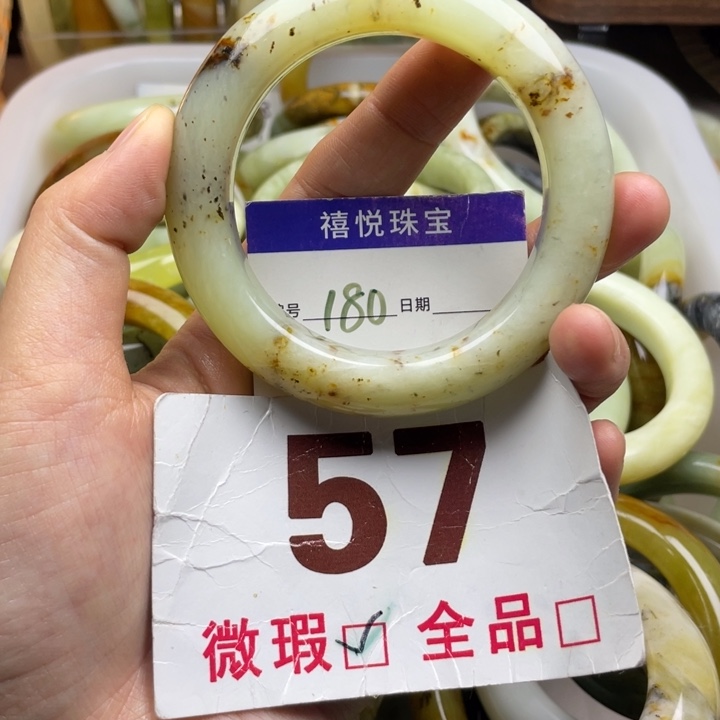 禧悦珠宝
号 180 日期
57
微瑕☑ 全品□